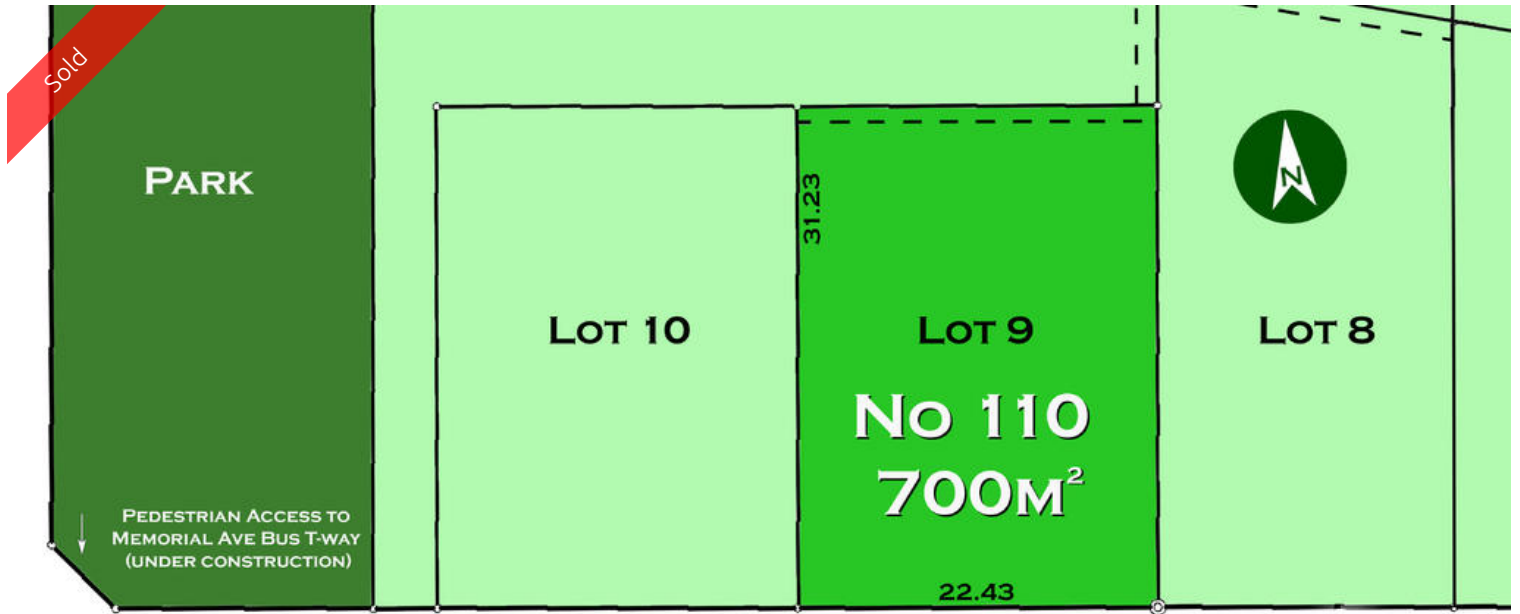 Sold
PARK
N
31.23
LOT 10
LOT 9
LOT 8
NO 110
700M²
PEDESTRIAN ACCESS TO
MEMORIAL AVE BUS T-WAY
(UNDER CONSTRUCTION)
22.43